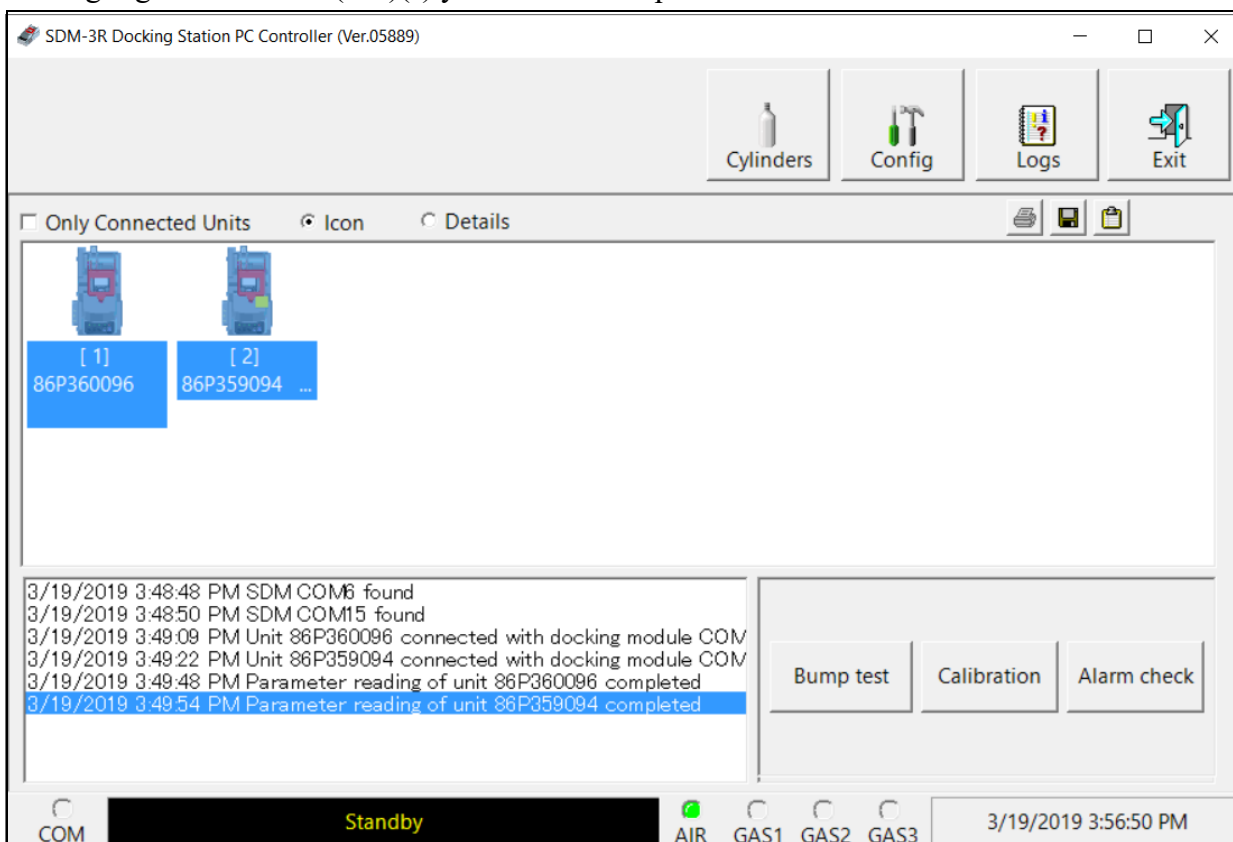 SDM-3R Docking Station PC Controller (Ver.05889)
Cylinders
Config
Logs
Exit
Only Connected Units
Icon
Details
[ 1]
86P360096
[ 2]
86P359094 ...
3/19/2019 3:48:48 PM SDM COM6 found
3/19/2019 3:48:50 PM SDM COM15 found
3/19/2019 3:49:09 PM Unit 86P360096 connected with docking module COM
3/19/2019 3:49:22 PM Unit 86P359094 connected with docking module COM
3/19/2019 3:49:48 PM Parameter reading of unit 86P360096 completed
3/19/2019 3:49:54 PM Parameter reading of unit 86P359094 completed
Bump test
Calibration
Alarm check
COM
Standby
AIR
GAS1
GAS2
GAS3
3/19/2019 3:56:50 PM